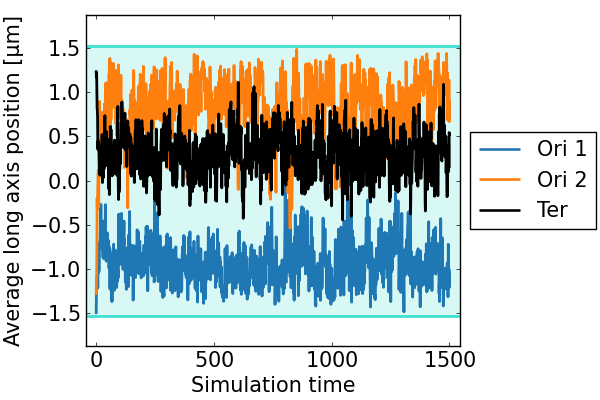 Average long axis position [µm]
1.5
1.0
0.5
0.0
−0.5
−1.0
−1.5
0
500
1000
1500
Simulation time
Ori 1
Ori 2
Ter